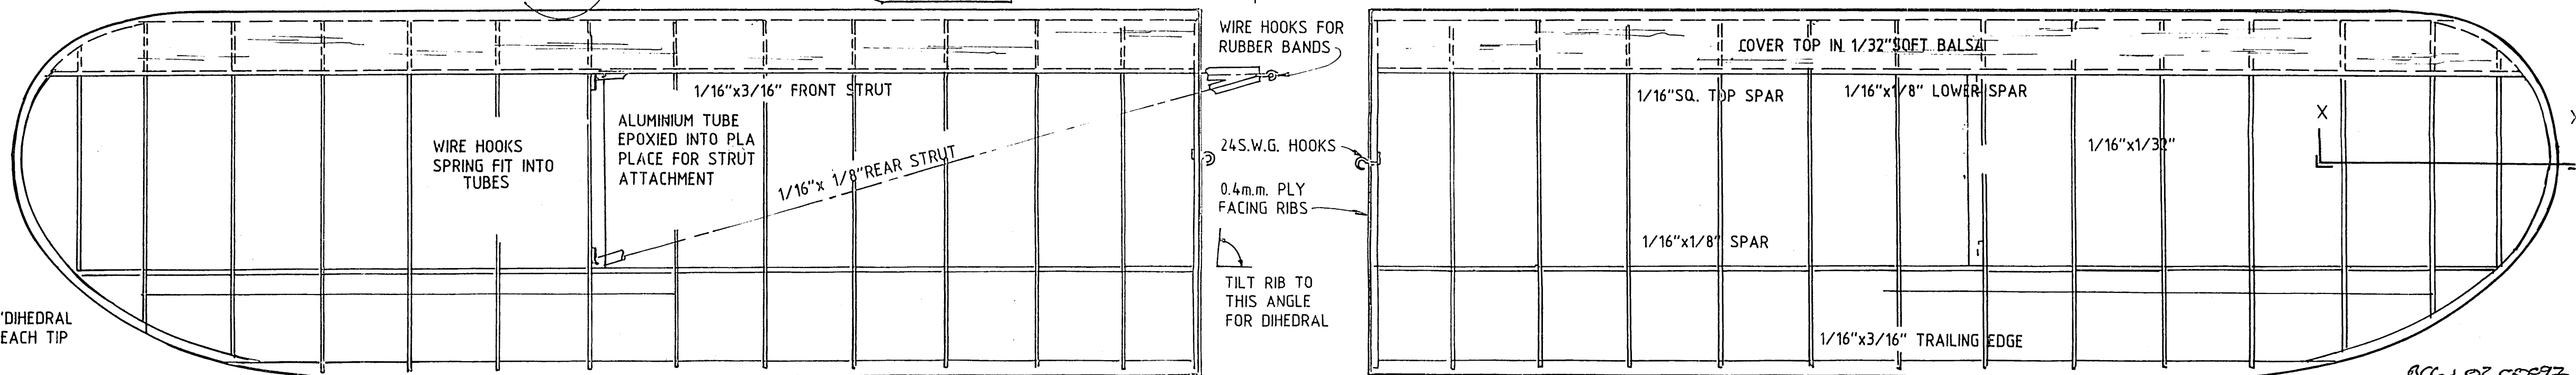 WIRE HOOKS FOR
RUBBER BANDS
COVER TOP IN 1/32" SOFT BALSA
1/16"x3/16" FRONT STRUT
1/16"SQ. TOP SPAR
1/16"x1/8" LOWER SPAR
X
ALUMINIUM TUBE
EPOXIED INTO PLA
PLACE FOR STRUT
ATTACHMENT
WIRE HOOKS
SPRING FIT INTO
TUBES
24S.W.G. HOOKS
1/16"x1/32"
1/16"x 1/8"REAR STRUT
0.4m.m. PLY
FACING RIBS
1/16"x1/8" SPAR
TILT RIB TO
THIS ANGLE
FOR DIHEDRAL
"DIHEDRAL
EACH TIP
1/16"x3/16" TRAILING EDGE